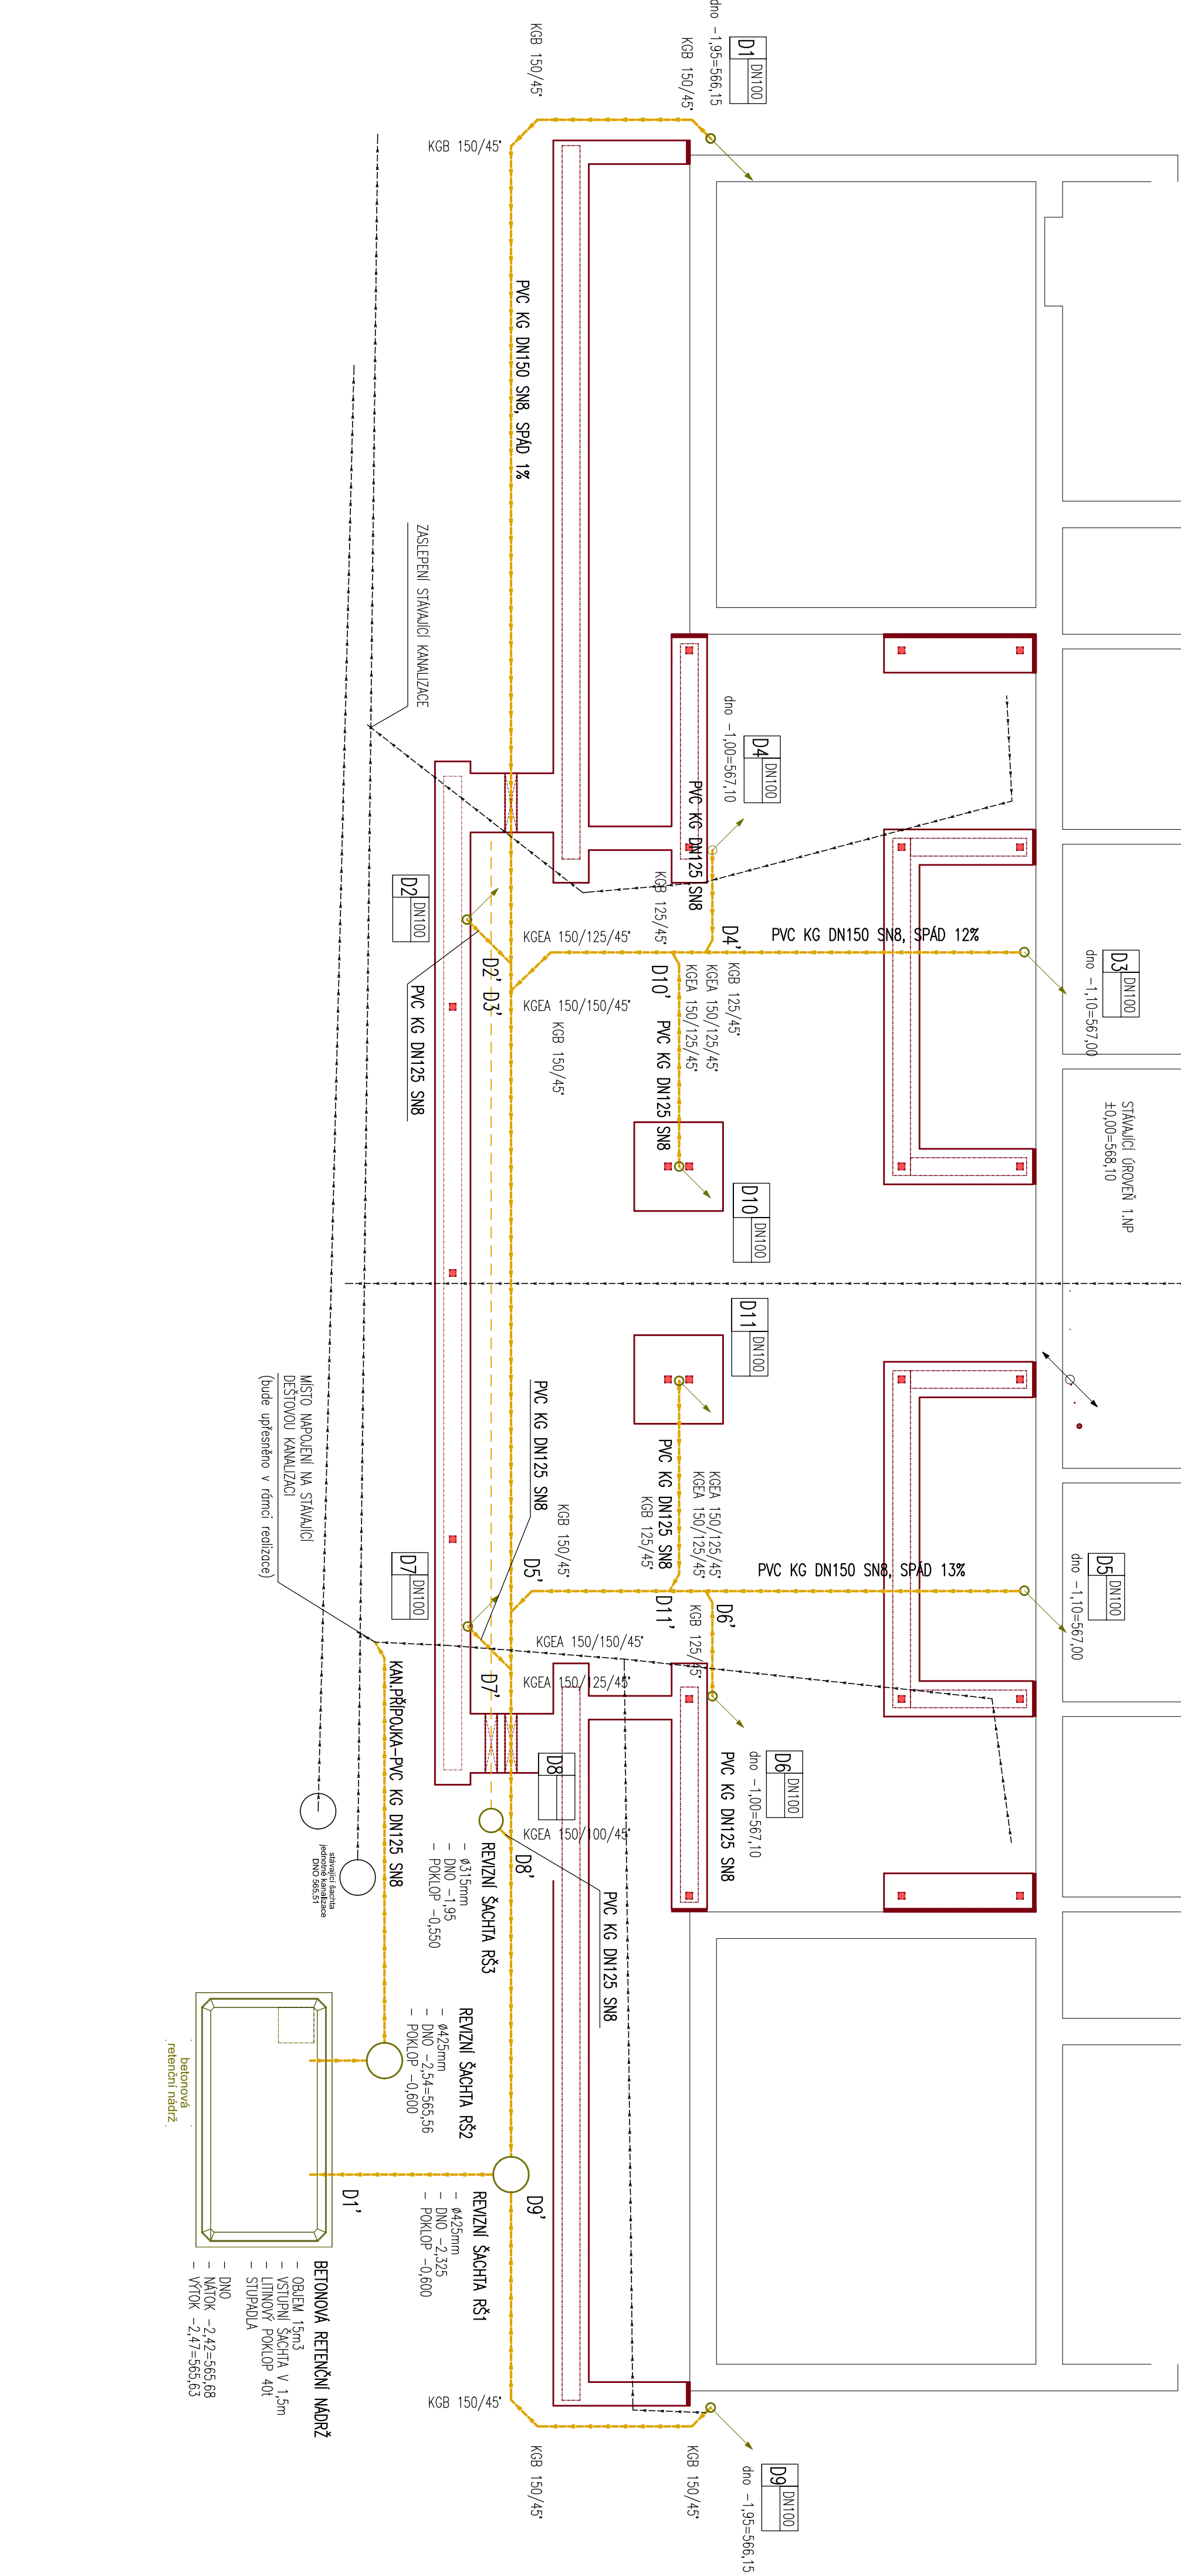 D1
DN100
dno -1,95=566,15
KGB 150/45°
KGB 150/45°
KGB 150/45°
PVC KG DN150 SN8, SPÁD 1%
ZASLEPENÍ STÁVAJÍCÍ KANALIZACE
D4
DN100
dno -1,00=567,10
PVC KG DN125 SN8
KGB 125/45°
D4'
KGB 125/45°
KGEA 150/125/45°
KGEA 150/125/45°
D10'
PVC KG DN125 SN8
PVC KG DN150 SN8, SPÁD 12%
D3
DN100
dno -1,10=567,00
STÁVAJÍCÍ ÚROVEŇ 1.NP
±0,00=568,10
D2
DN100
KGEA 150/125/45°
D2'
D3'
KGEA 150/150/45°
KGB 150/45°
PVC KG DN125 SN8
D10
DN100
D11
DN100
PVC KG DN125 SN8
KGEA 150/125/45°
KGEA 150/125/45°
KGB 125/45°
PVC KG DN125 SN8
KGB 150/45°
D5'
D11'
D6'
KGB 125/45°
PVC KG DN150 SN8, SPÁD 13%
D5
DN100
dno -1,10=567,00
MÍSTO NAPOJENÍ NA STÁVAJÍCÍ
DEŠŤOVOU KANALIZACI
(bude upřesněno v rámci realizace)
D7
DN100
KGEA 150/150/45°
KGEA 150/125/45°
D7'
D6
DN100
dno -1,00=567,10
PVC KG DN125 SN8
D8
KGEA 150/100/45°
D8'
PVC KG DN125 SN8
KAN.PŘÍPOJKA-PVC KG DN125 SN8
stávající šachta
jednotné kanalizace
DNO 565,51
REVIZNÍ ŠACHTA RŠ3
- ø315mm
- DNO -1,95
- POKLOP -0,550
REVIZNÍ ŠACHTA RŠ2
- ø425mm
- DNO -2,54=565,56
- POKLOP -0,600
D9'
REVIZNÍ ŠACHTA RŠ1
- ø425mm
- DNO -2,325
- POKLOP -0,600
D1'
betonová
retenční nádrž
BETONOVÁ RETENČNÍ NÁDRŽ
- OBJEM 15m3
- VSTUPNÍ ŠACHTA V 1,5m
- LITINOVÝ POKLOP 40t
- STUPADLA
- DNO
- NÁTOK -2,42=565,68
- VÝTOK -2,47=565,63
KGB 150/45°
KGB 150/45°
KGB 150/45°
D9
DN100
dno -1,95=566,15